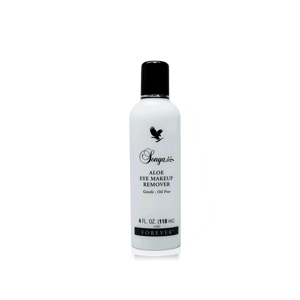 Sonya
ALOE
EYE MAKEUP
REMOVER
Gentle · Oil Free
4 FL. OZ. (118 mL)
FOREVER